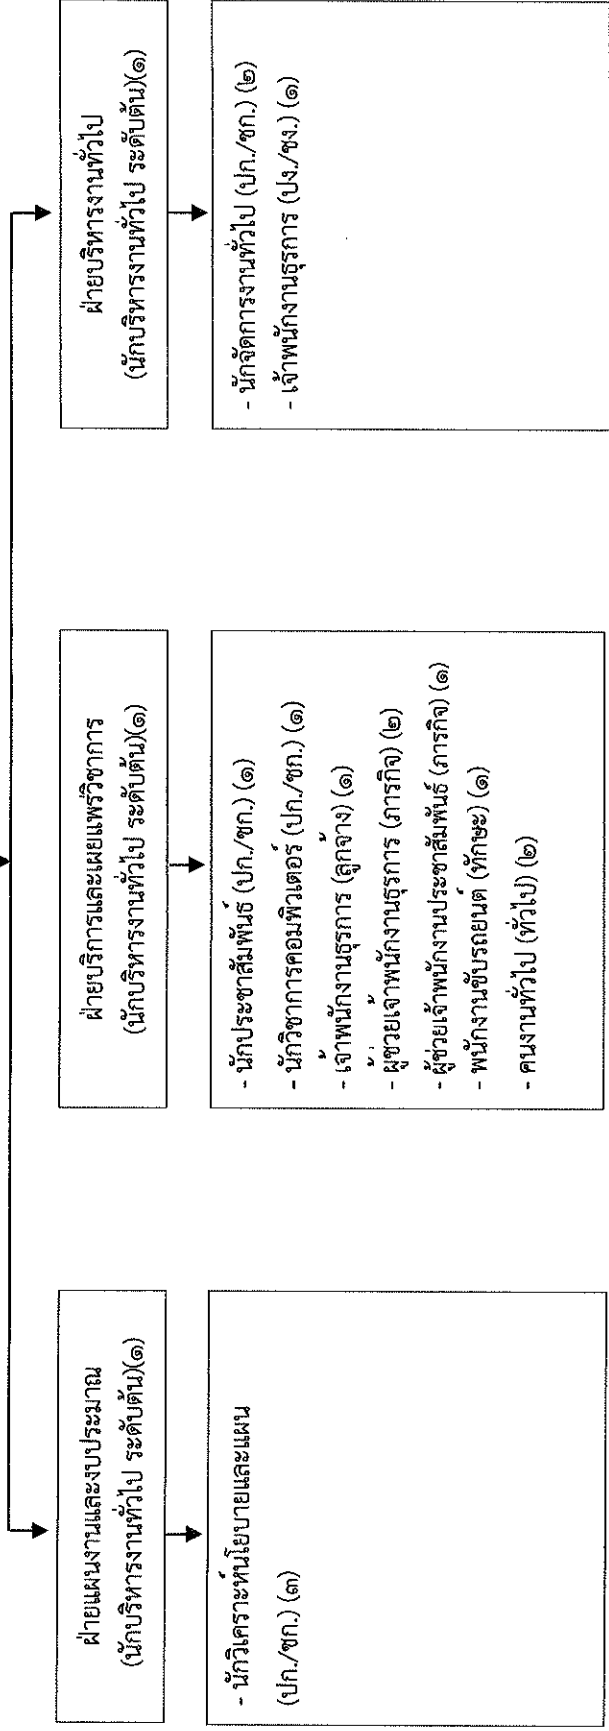 ฝ่ายแผนงานและงบประมาณ
(นักบริหารงานทั่วไป ระดับต้น)(๑)
- นักวิเคราะห์นโยบายและแผน
(ปก./ชก.) (๓)
ฝ่ายบริการและเผยแพร่วิชาการ
(นักบริหารงานทั่วไป ระดับต้น)(๑)
- นักประชาสัมพันธ์ (ปก./ชก.) (๑)
- นักวิชาการคอมพิวเตอร์ (ปก./ชก.) (๑)
- เจ้าพนักงานธุรการ (ลูกจ้าง) (๑)
- ผู้ช่วยเจ้าพนักงานธุรการ (ภารกิจ) (๒)
- ผู้ช่วยเจ้าพนักงานประชาสัมพันธ์ (ภารกิจ) (๑)
- พนักงานขับรถยนต์ (ทักษะ) (๑)
- คนงานทั่วไป (ทั่วไป) (๒)
ฝ่ายบริหารงานทั่วไป
(นักบริหารงานทั่วไป ระดับต้น)(๑)
- นักจัดการงานทั่วไป (ปก./ชก.) (๒)
- เจ้าพนักงานธุรการ (ปง./ชง.) (๑)